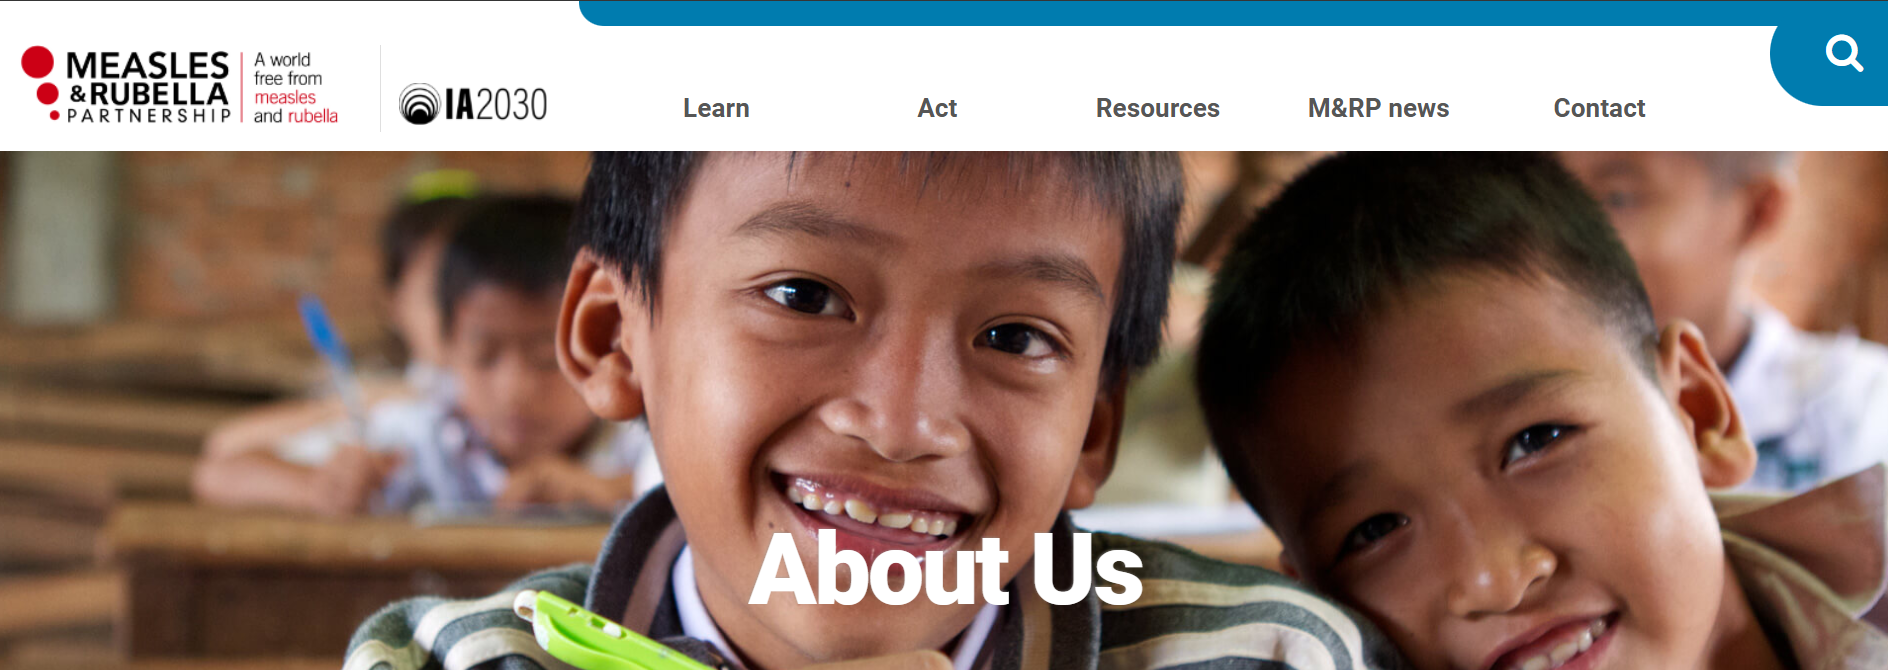 MEASLES
&RUBELLA
PARTNERSHIP
A world
free from
measles
and rubella
IA2030
Learn
Act
Resources
M&RP news
Contact
About Us